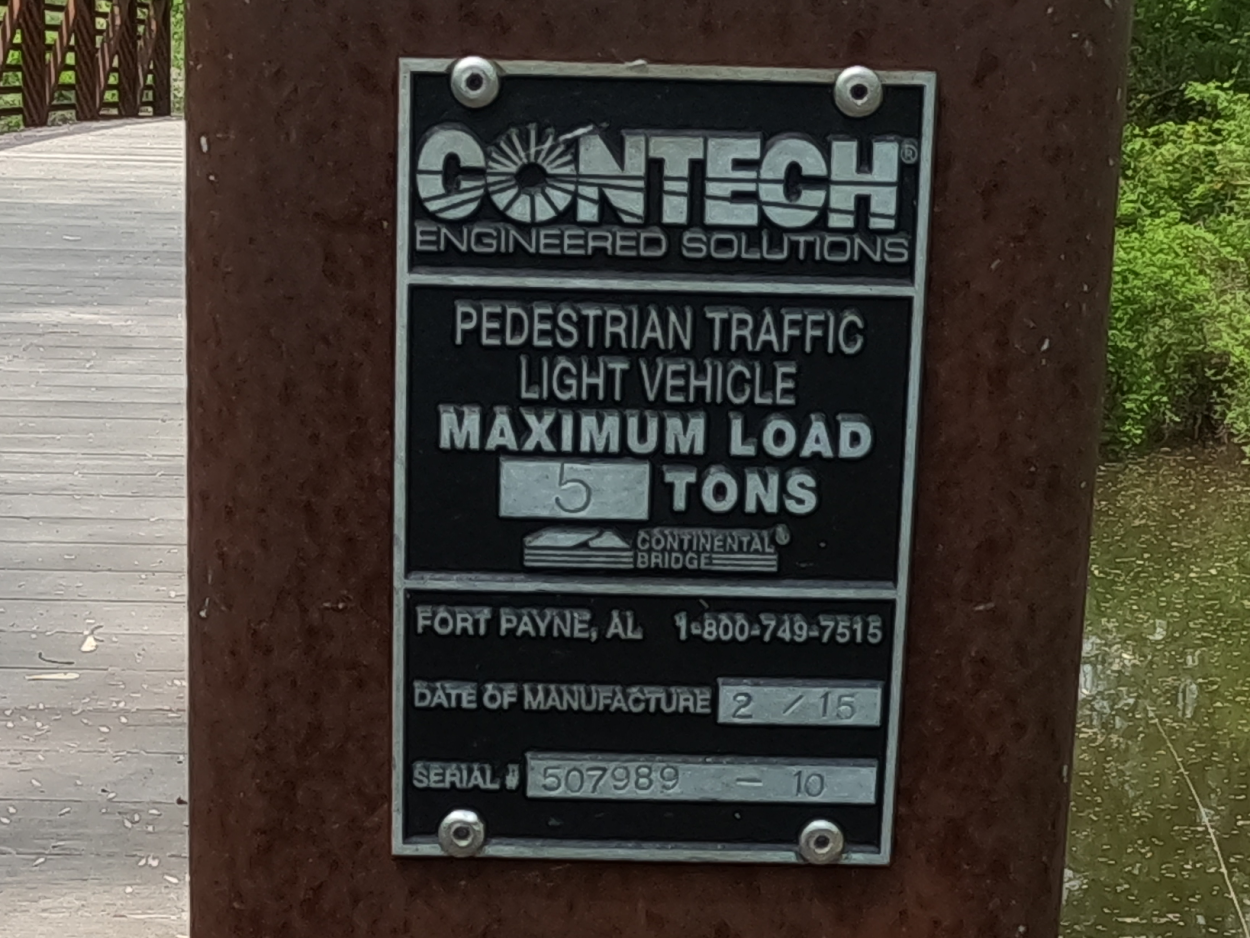 CONTECH®
ENGINEERED SOLUTIONS
PEDESTRIAN TRAFFIC
LIGHT VEHICLE
MAXIMUM LOAD
5 TONS
CONTINENTAL®
BRIDGE
FORT PAYNE, AL 1-800-749-7515
DATE OF MANUFACTURE 2 / 15
SERIAL # 507989 - 10